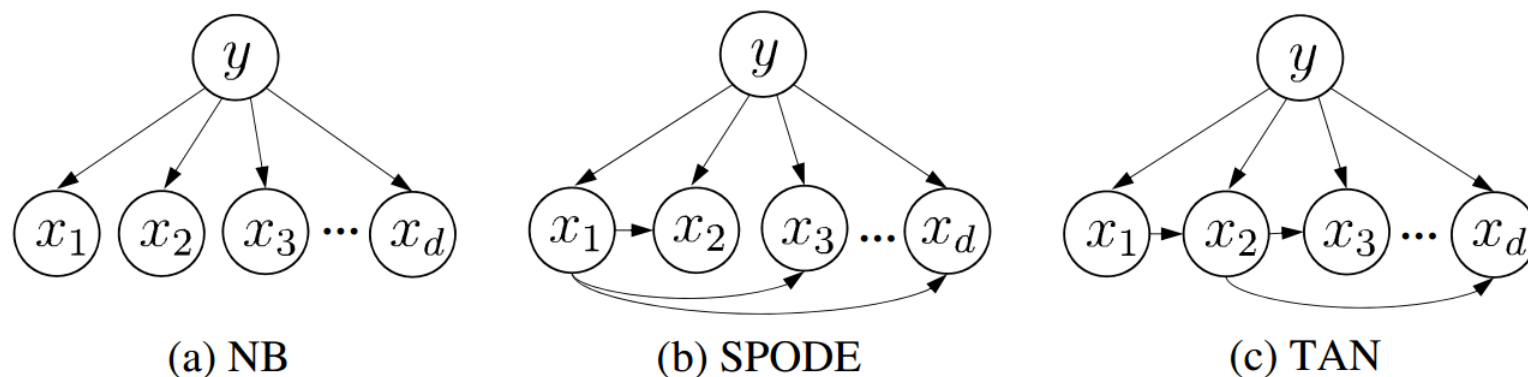 y y y
x1 x2 x3 ... xd x1 x2 x3 ... xd x1 x2 x3 ... xd
(a) NB (b) SPODE (c) TAN